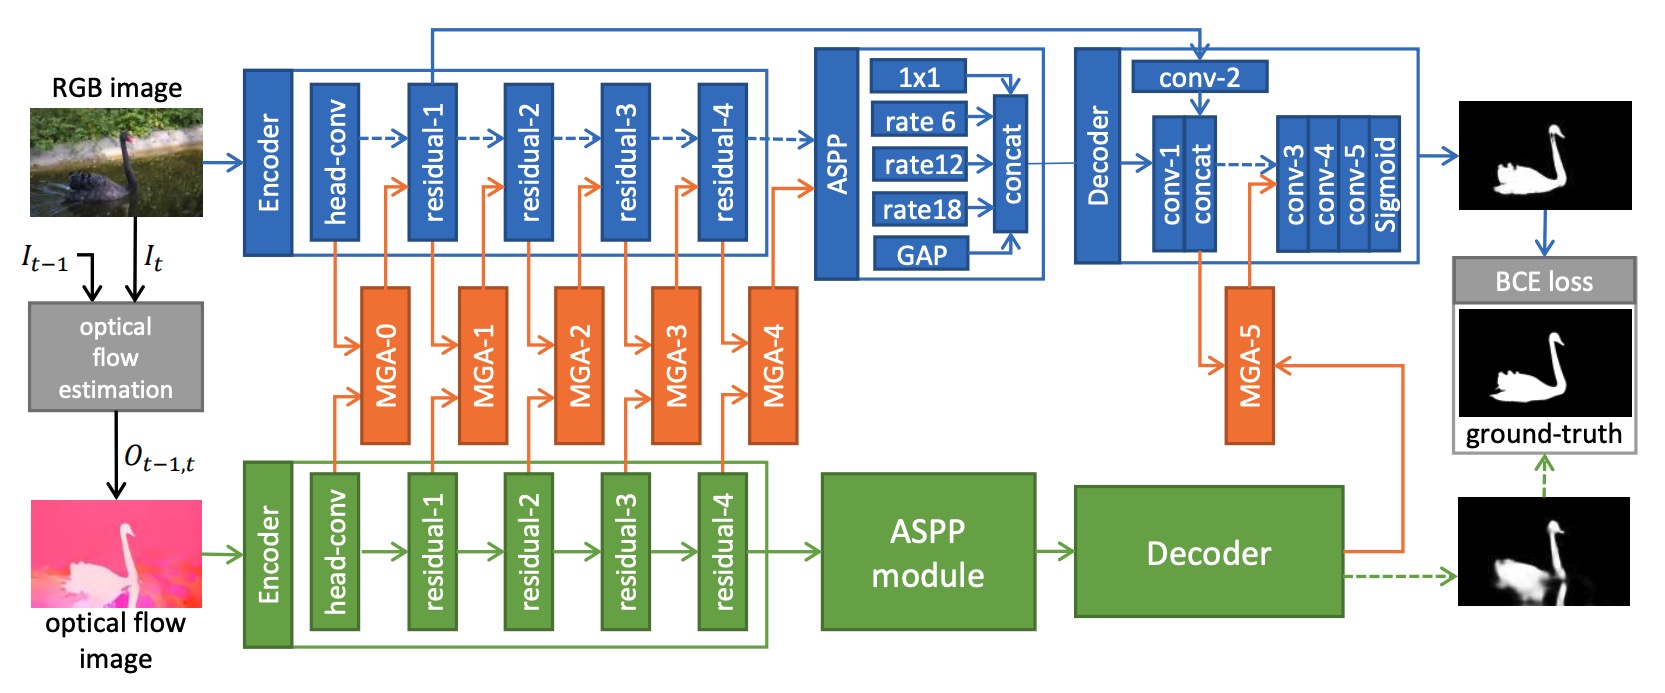 RGB image
I_{t-1}
I_t
optical
flow
estimation
O_{t-1,t}
optical flow
image
Encoder
head-conv
residual-1
residual-2
residual-3
residual-4
MGA-0
MGA-1
MGA-2
MGA-3
MGA-4
Encoder
head-conv
residual-1
residual-2
residual-3
residual-4
ASPP
1x1
rate 6
rate12
rate18
GAP
concat
ASPP
module
Decoder
conv-2
conv-1
concat
conv-3
conv-4
conv-5
Sigmoid
MGA-5
Decoder
BCE loss
ground-truth